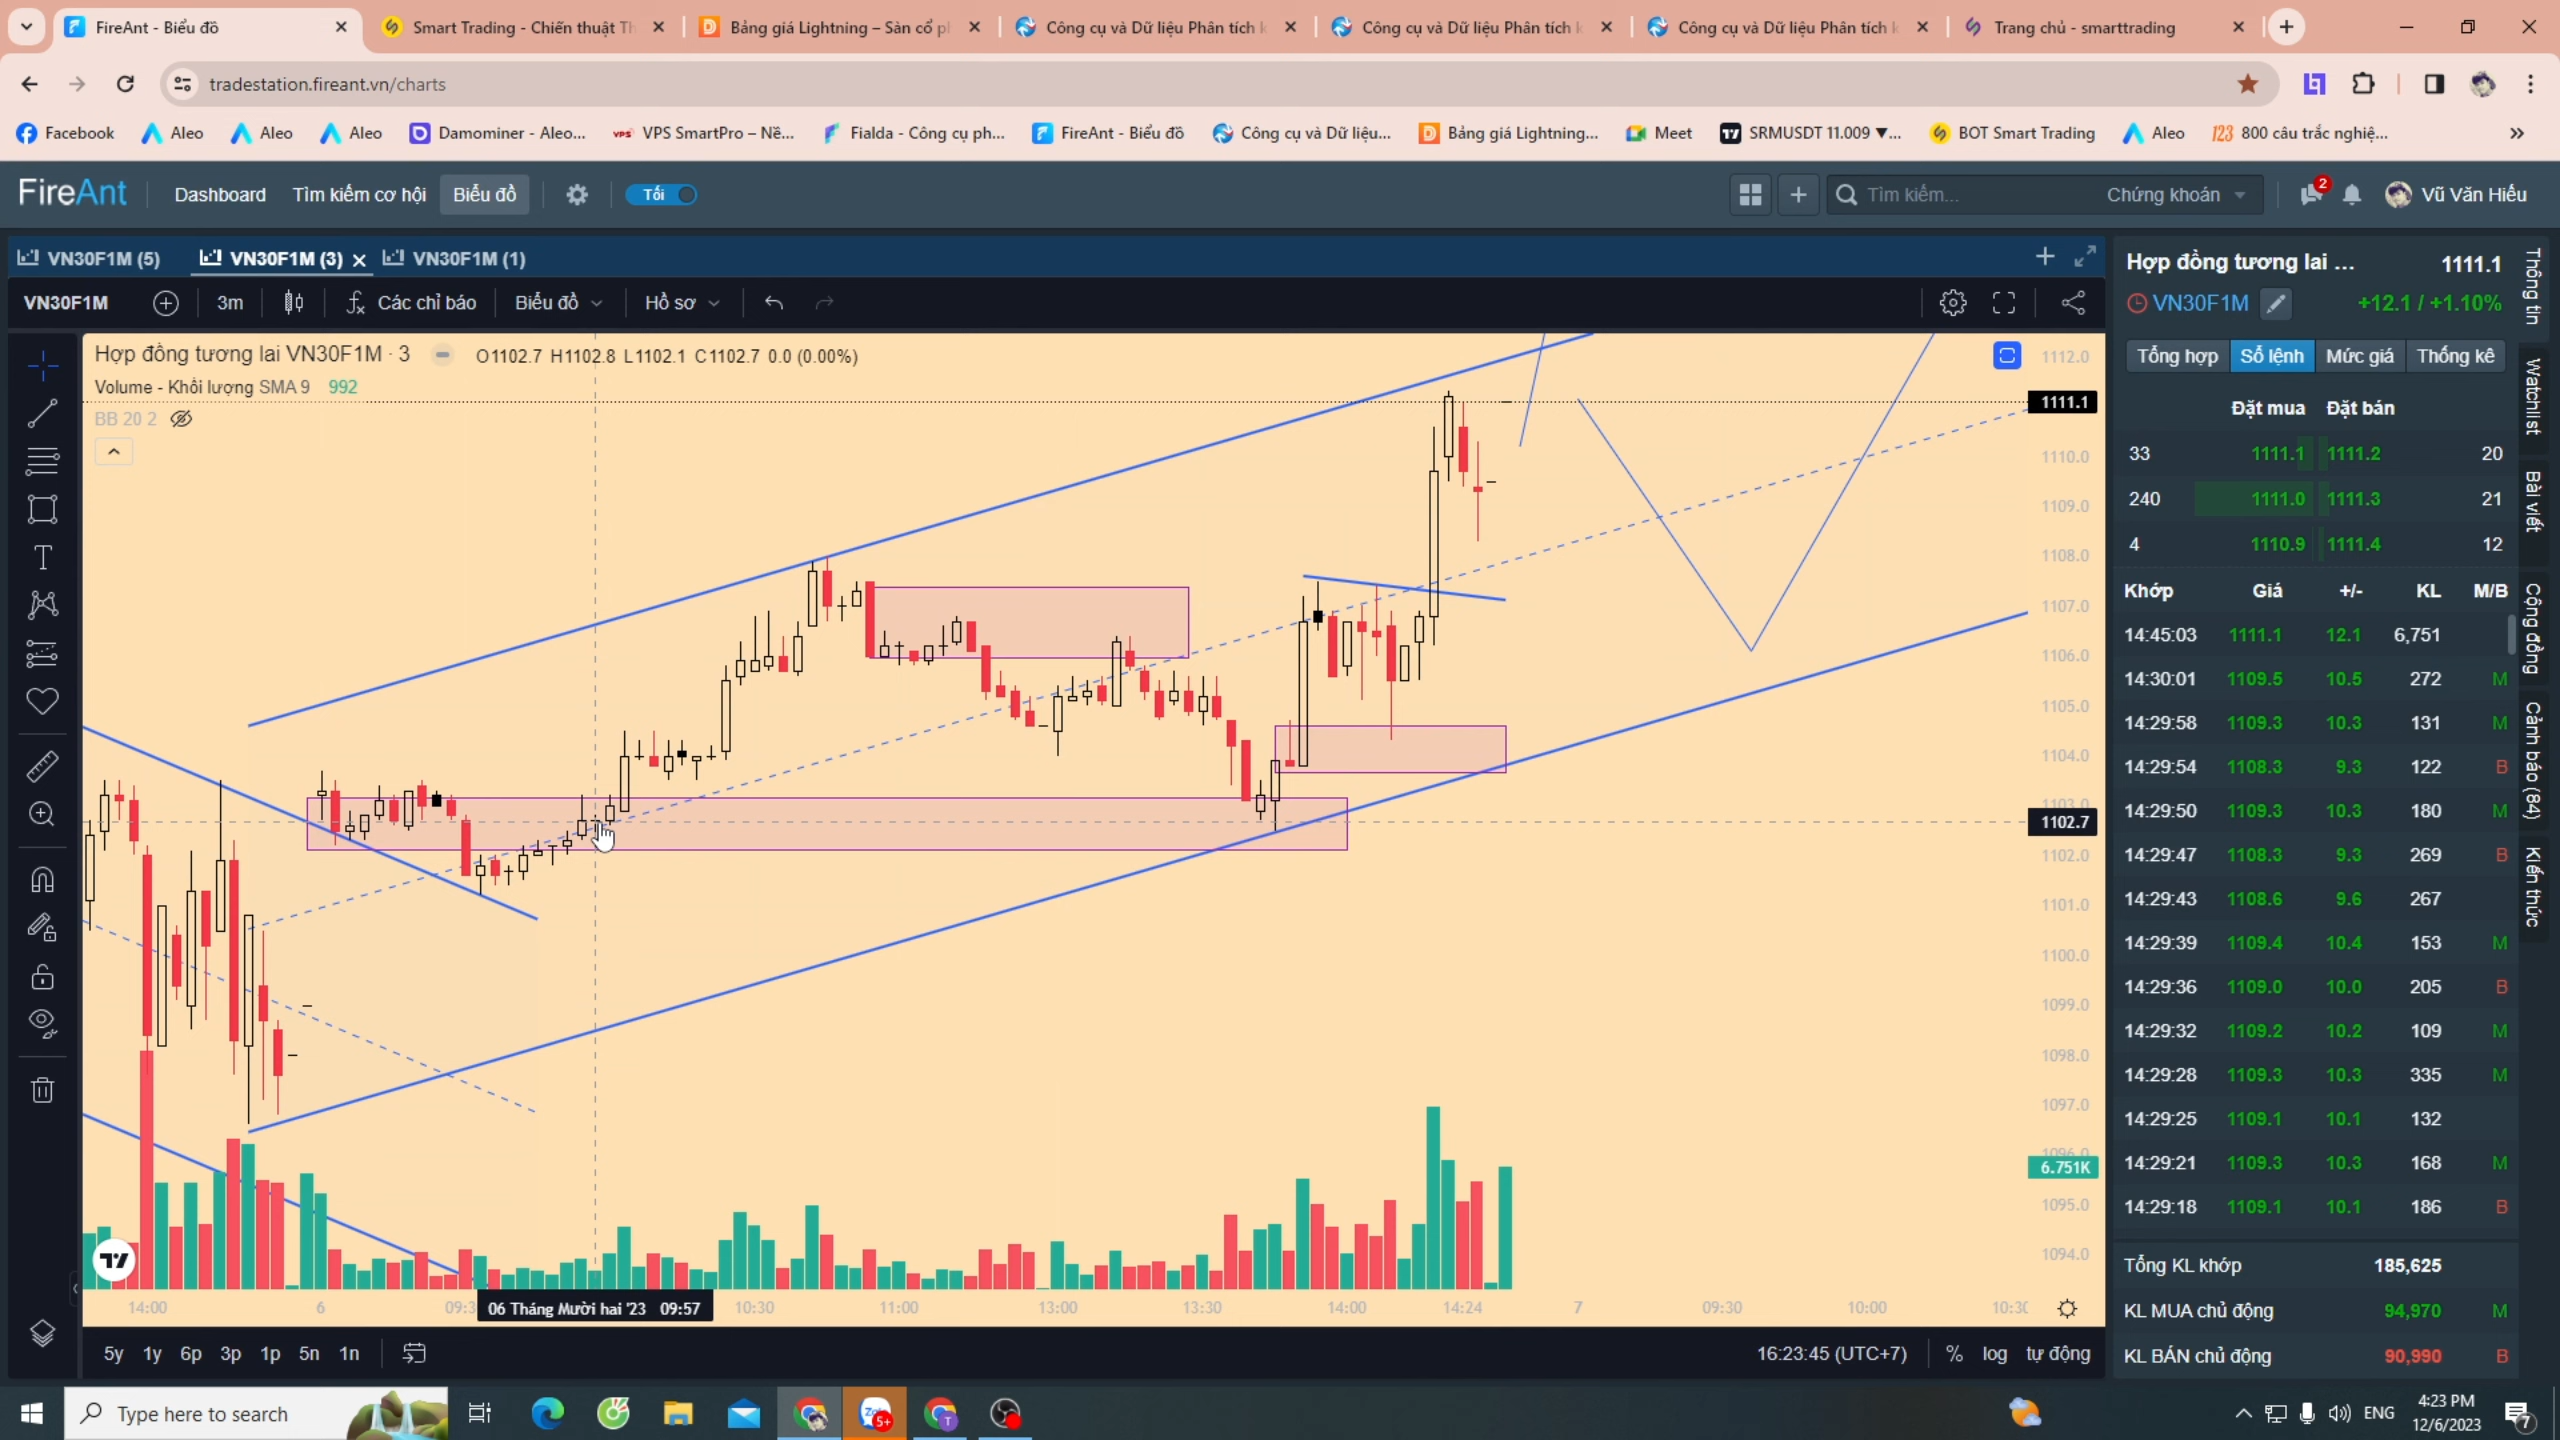 FireAnt - Biểu đồ
Smart Trading - Chiến thuật Th
Bảng giá Lightning – Sàn cổ ph
Công cụ và Dữ liệu Phân tích k
Công cụ và Dữ liệu Phân tích k
Công cụ và Dữ liệu Phân tích k
Trang chủ - smarttrading
tradestation.fireant.vn/charts
Facebook
Aleo
Aleo
Aleo
Damominer - Aleo...
VPS SmartPro – Nề...
Fialda - Công cụ ph...
FireAnt - Biểu đồ
Công cụ và Dữ liệu...
Bảng giá Lightning...
Meet
SRMUSDT 11.009 ▼...
BOT Smart Trading
Aleo
123 800 câu trắc nghiệ...
»
FireAnt
Dashboard
Tìm kiếm cơ hội
Biểu đồ
Tối
Tìm kiếm...
Chứng khoán
2
Vũ Văn Hiếu
VN30F1M (5)
VN30F1M (3)
VN30F1M (1)
VN30F1M
3m
Các chỉ báo
Biểu đồ
Hồ sơ
Hợp đồng tương lai VN30F1M · 3
O1102.7 H1102.8 L1102.1 C1102.7 0.0 (0.00%)
Volume - Khối lượng SMA 9 992
BB 20 2
1112.0
1111.1
1110.0
1109.0
1108.0
1107.0
1106.0
1105.0
1104.0
1103.0
1102.7
1102.0
1101.0
1100.0
1099.0
1098.0
1097.0
1096.0
6.751K
1095.0
1094.0
14:00
6
09:3
06 Tháng Mười hai '23 09:57
10:30
11:00
13:00
13:30
14:00
14:24
7
09:30
10:00
10:30
5y 1y 6p 3p 1p 5n 1n
16:23:45 (UTC+7)
% log tự động
Hợp đồng tương lai ... 1111.1
VN30F1M +12.1 / +1.10%
Tổng hợp
Sổ lệnh
Mức giá
Thống kê
Đặt mua Đặt bán
33 1111.1 1111.2 20
240 1111.0 1111.3 21
4 1110.9 1111.4 12
Khớp Giá +/- KL M/B
14:45:03 1111.1 12.1 6,751
14:30:01 1109.5 10.5 272 M
14:29:58 1109.3 10.3 131 M
14:29:54 1108.3 9.3 122 B
14:29:50 1109.3 10.3 180 M
14:29:47 1108.3 9.3 269 B
14:29:43 1108.6 9.6 267
14:29:39 1109.4 10.4 153 M
14:29:36 1109.0 10.0 205 B
14:29:32 1109.2 10.2 109 M
14:29:28 1109.3 10.3 335 M
14:29:25 1109.1 10.1 132
14:29:21 1109.3 10.3 168 M
14:29:18 1109.1 10.1 186 B
Tổng KL khớp 185,625
KL MUA chủ động 94,970 M
KL BÁN chủ động 90,990 B
Thông tin
Watchlist
Bài viết
Cộng đồng
Cảnh báo (84)
Kiến thức
Type here to search
Zalo
5+
T
ENG
4:23 PM
12/6/2023
7